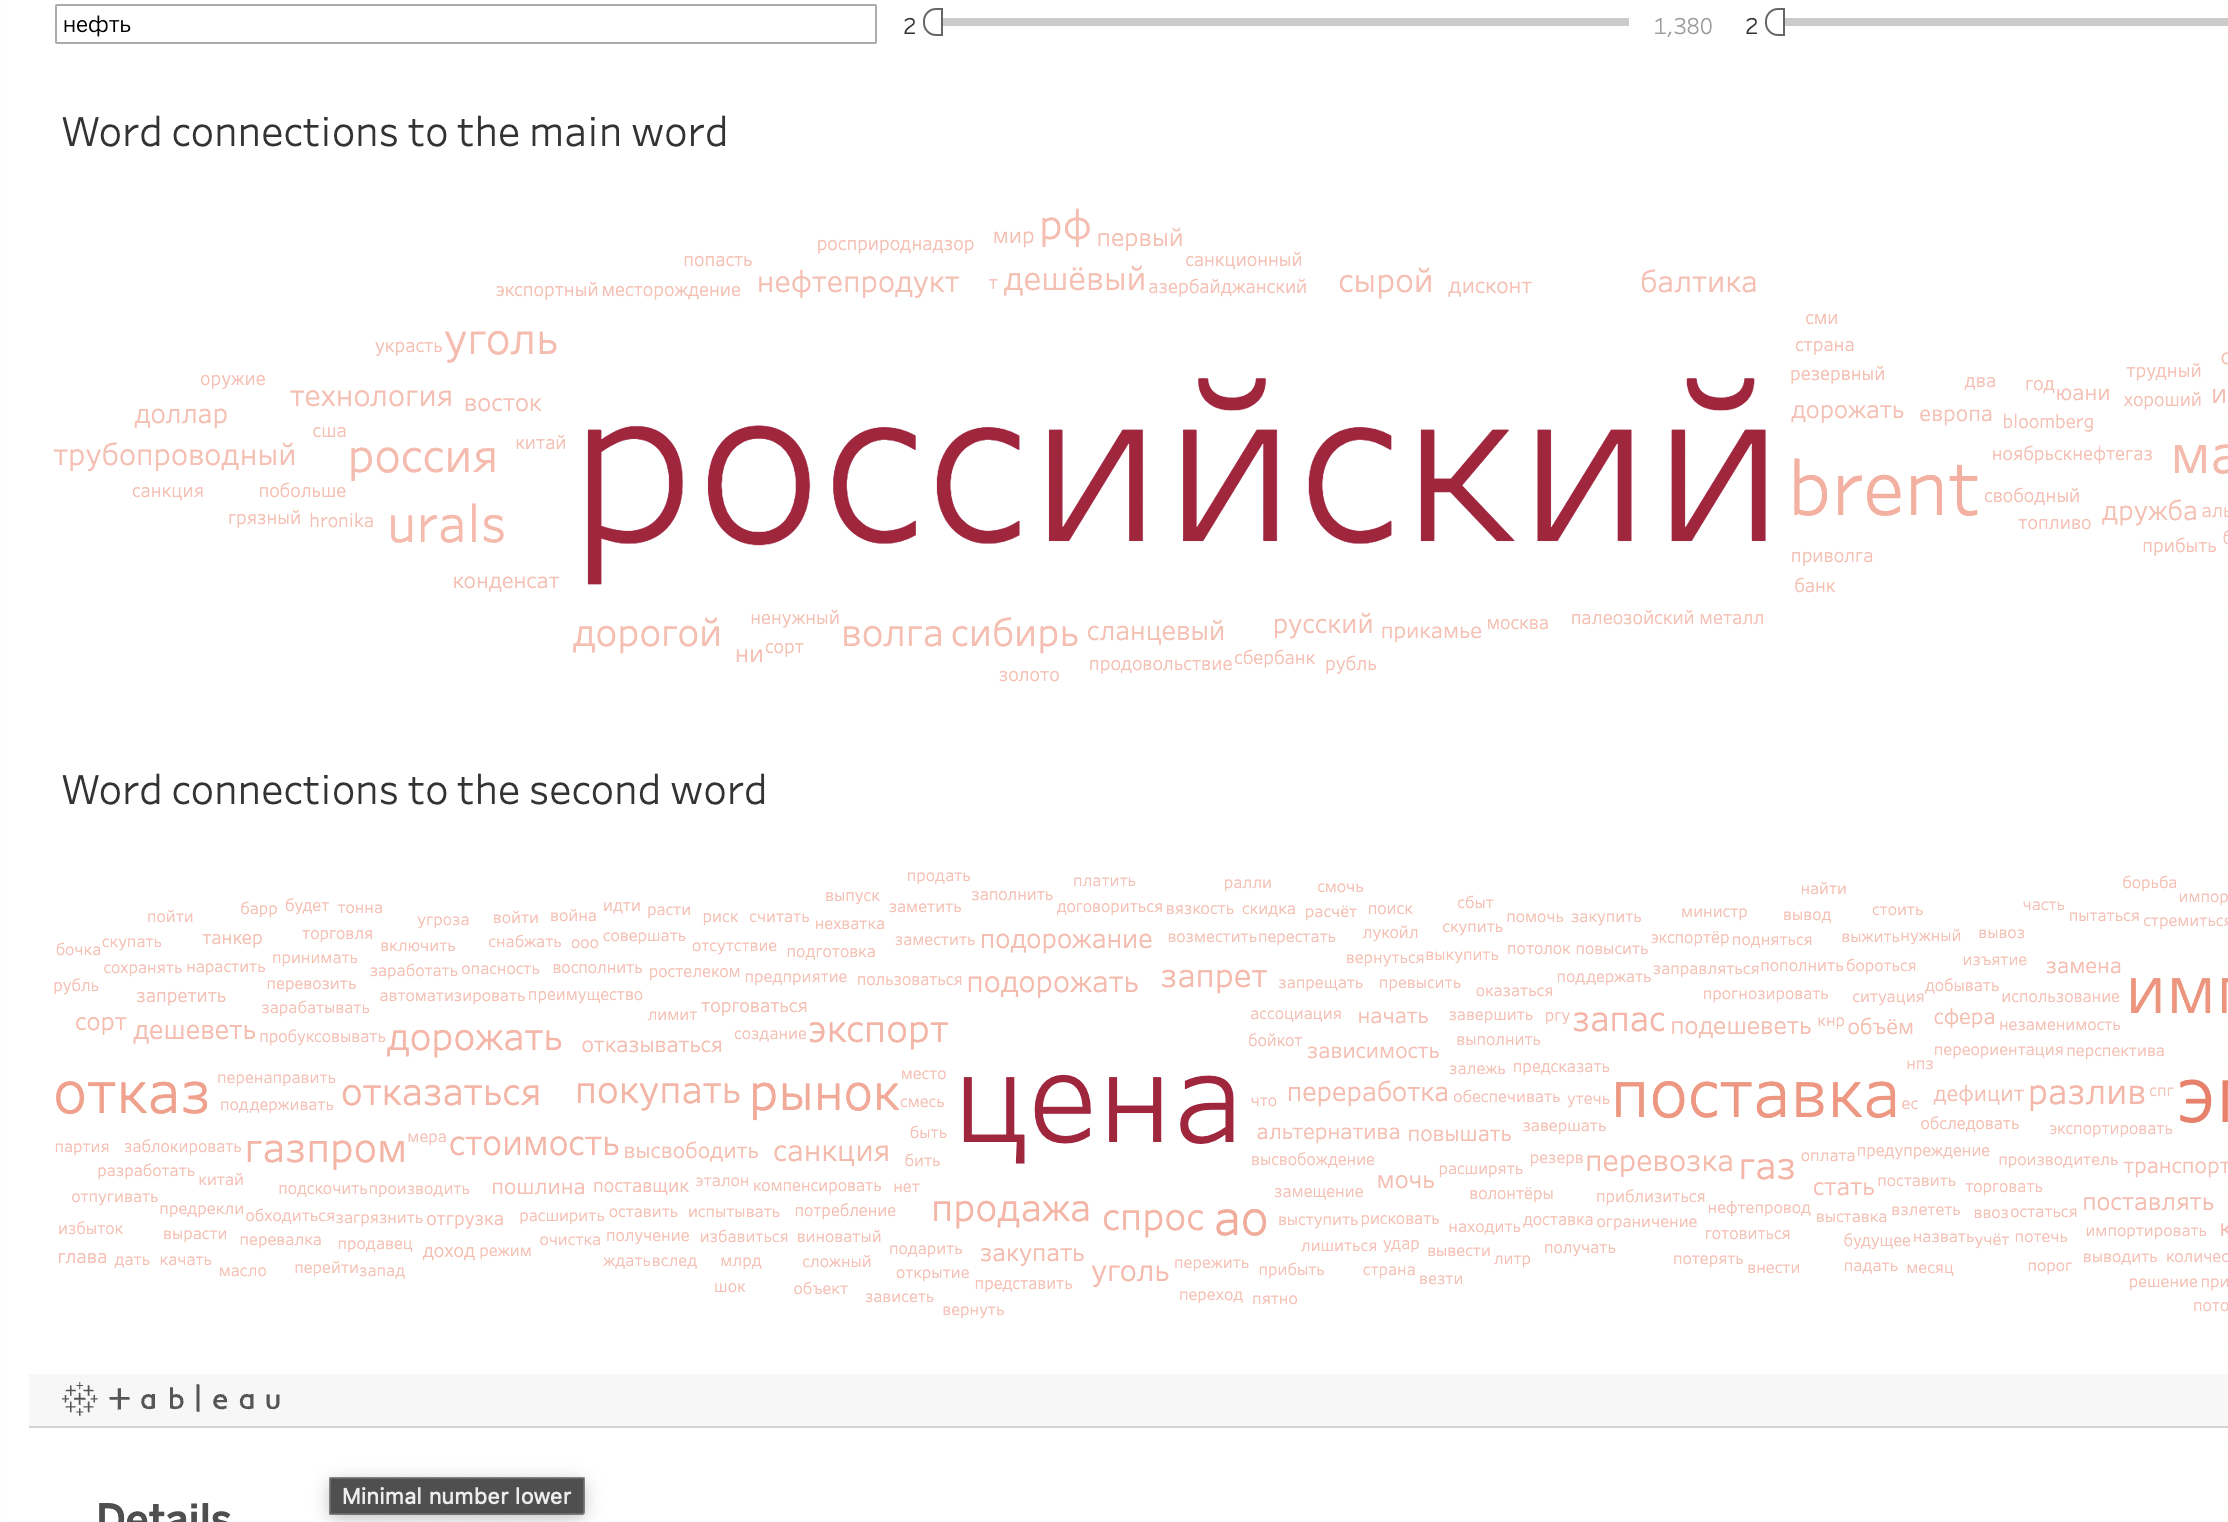 нефть 2 1,380 2
Word connections to the main word
росприроднадзор мир рф первый
попасть санкционный
экспортный месторождение нефтепродукт т дешёвый азербайджанский сырой дисконт балтика
сми
украсть уголь страна
оружие резервный два год юани трудный
технология восток хороший
доллар дорожать европа bloomberg
сша китай
трубопроводный россия российский ноябрьскнефтегаз
санкция побольше brent свободный
грязный hronika urals топливо дружба
прибыть
конденсат приволга
банк
дорогой ненужный волга сибирь сланцевый русский прикамье москва палеозойский металл
ни сорт
золото продовольствие сбербанк рубль
Word connections to the second word
продать платить ралли смочь найти борьба
выпуск заполнить
пойти барр будет тонна угроза войти война идти расти риск считать нехватка заметить договориться вязкость скидка расчёт поиск сбыт помочь закупить министр вывод стоить часть пытаться стремиться
бочка скупать танкер торговля включить снабжать ооо совершать отсутствие подготовка заместить подорожание возместить перестать лукойл скупить экспортёр подняться выжить нужный вывоз
сохранять нарастить принимать заработать опасность восполнить ростелеком предприятие пользоваться вернуться выкупить потолок повысить заправляться пополнить бороться изъятие замена
рубль запретить перевозить автоматизировать преимущество подорожать запрет запрещать превысить оказаться поддержать прогнозировать ситуация добывать использование
зарабатывать лимит торговаться
сорт дешеветь пробуксовывать дорожать отказываться создание экспорт ассоциация начать завершить ргу запас подешеветь кнр объём сфера незаменимость
бойкот зависимость выполнить переориентация перспектива
отказ перенаправить отказаться покупать рынок место цена залежь предсказать поставка нпз
поддерживать смесь что переработка обеспечивать утечь ес дефицит разлив спг
партия заблокировать газпром мера стоимость высвободить санкция быть альтернатива повышать завершать обследовать экспортировать
разработать китай бить высвобождение расширять резерв перевозка газ оплата предупреждение производитель
отпугивать подскочить производить пошлина поставщик эталон компенсировать нет замещение мочь волонтёры приблизиться стать поставить торговать
предрекли обходиться загрязнить отгрузка расширить оставить испытывать потребление продажа спрос ао выступить рисковать находить доставка ограничение нефтепровод выставка взлететь ввоз остаться поставлять
избыток вырасти перевалка продавец доход режим очистка получение избавиться виноватый подарить закупать лишиться удар вывести литр получать готовиться будущее назвать учёт потечь импортировать
глава дать качать масло перейти запад ждать вслед млрд сложный открытие уголь пережить прибыть страна везти потерять внести падать месяц порог выводить
шок объект зависеть представить переход пятно решение
вернуть
+ableau
Details
Minimal number lower